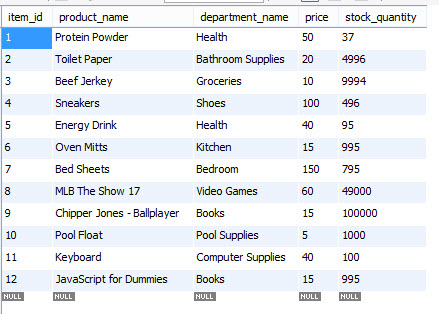 item_id product_name department_name price stock_quantity
1 Protein Powder Health 50 37
2 Toilet Paper Bathroom Supplies 20 4996
3 Beef Jerkey Groceries 10 9994
4 Sneakers Shoes 100 496
5 Energy Drink Health 40 95
6 Oven Mitts Kitchen 15 995
7 Bed Sheets Bedroom 150 795
8 MLB The Show 17 Video Games 60 49000
9 Chipper Jones - Ballplayer Books 15 100000
10 Pool Float Pool Supplies 5 1000
11 Keyboard Computer Supplies 40 100
12 JavaScript for Dummies Books 15 995
NULL NULL NULL NULL NULL